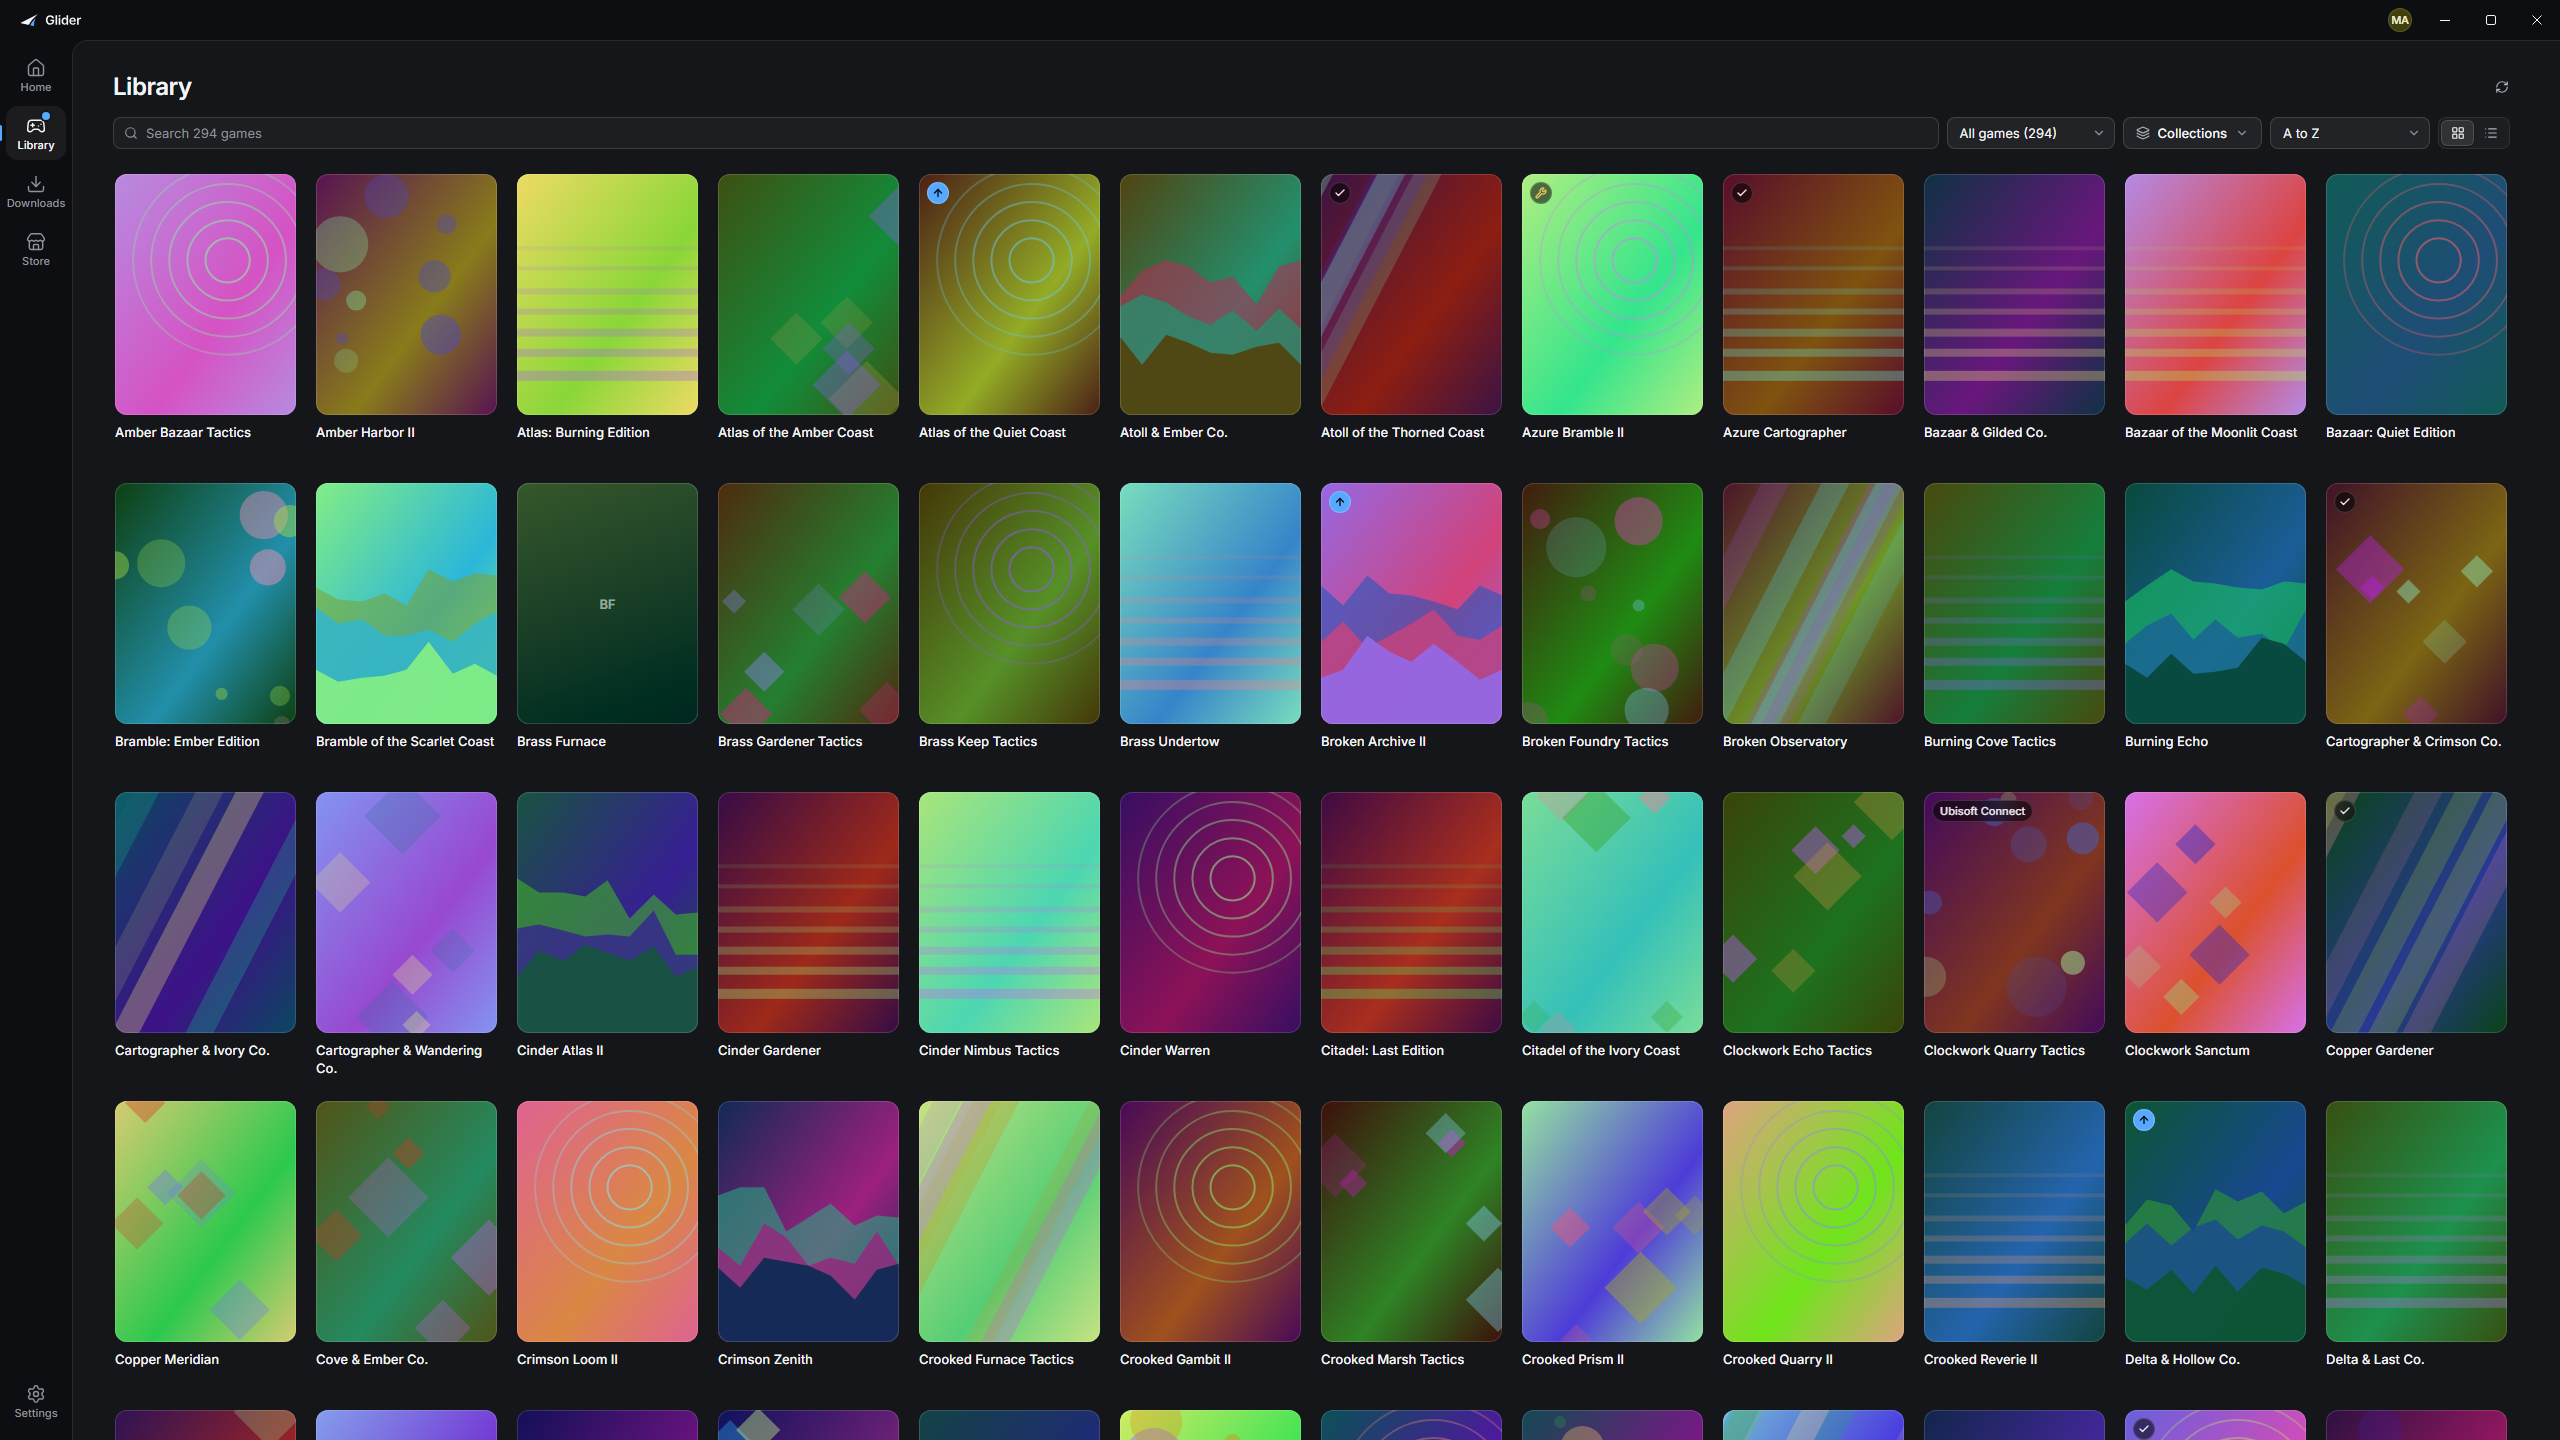 Glider
MA
Home
Library
Downloads
Store
Settings
Library
Search 294 games
All games (294)
Collections
A to Z
Amber Bazaar Tactics
Amber Harbor II
Atlas: Burning Edition
Atlas of the Amber Coast
Atlas of the Quiet Coast
Atoll & Ember Co.
Atoll of the Thorned Coast
Azure Bramble II
Azure Cartographer
Bazaar & Gilded Co.
Bazaar of the Moonlit Coast
Bazaar: Quiet Edition
BF
Bramble: Ember Edition
Bramble of the Scarlet Coast
Brass Furnace
Brass Gardener Tactics
Brass Keep Tactics
Brass Undertow
Broken Archive II
Broken Foundry Tactics
Broken Observatory
Burning Cove Tactics
Burning Echo
Cartographer & Crimson Co.
Ubisoft Connect
Cartographer & Ivory Co.
Cartographer & Wandering
Co.
Cinder Atlas II
Cinder Gardener
Cinder Nimbus Tactics
Cinder Warren
Citadel: Last Edition
Citadel of the Ivory Coast
Clockwork Echo Tactics
Clockwork Quarry Tactics
Clockwork Sanctum
Copper Gardener
Copper Meridian
Cove & Ember Co.
Crimson Loom II
Crimson Zenith
Crooked Furnace Tactics
Crooked Gambit II
Crooked Marsh Tactics
Crooked Prism II
Crooked Quarry II
Crooked Reverie II
Delta & Hollow Co.
Delta & Last Co.